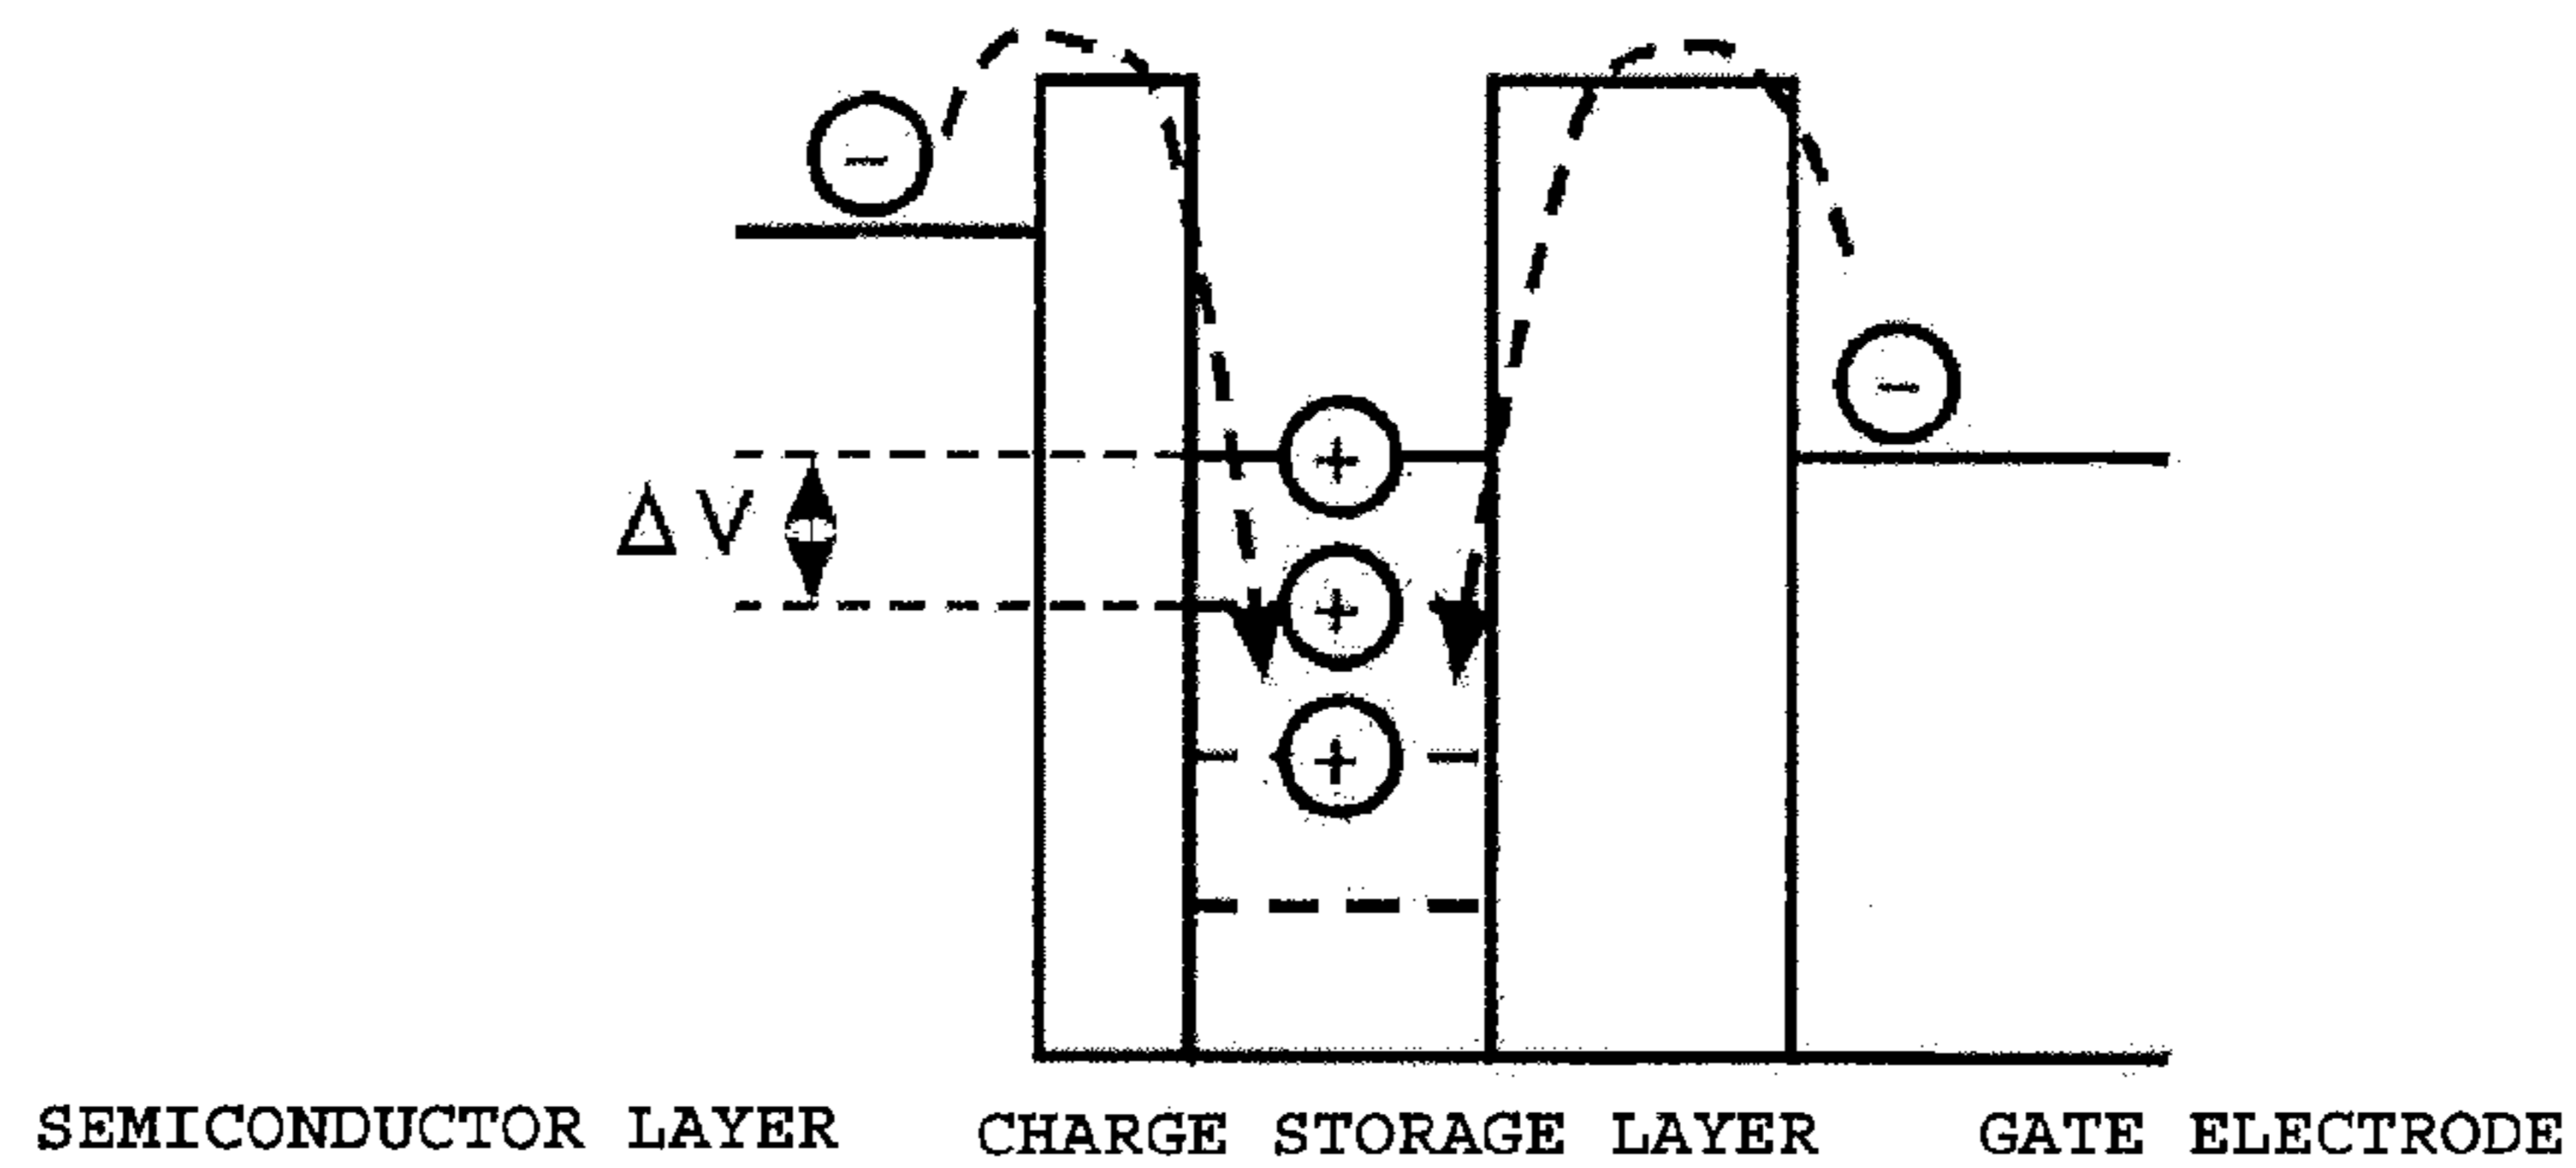 −
−
+
ΔV
+
+
SEMICONDUCTOR LAYER CHARGE STORAGE LAYER GATE ELECTRODE